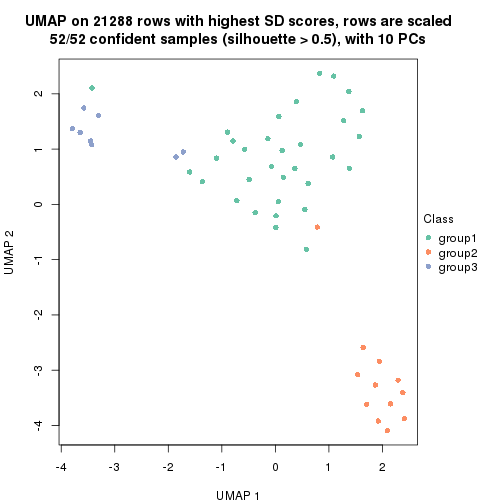 UMAP on 21288 rows with highest SD scores, rows are scaled
52/52 confident samples (silhouette > 0.5), with 10 PCs
2
1
0
-1
-2
-3
-4
UMAP 2
-4
-3
-2
-1
0
1
2
UMAP 1
Class
group1
group2
group3